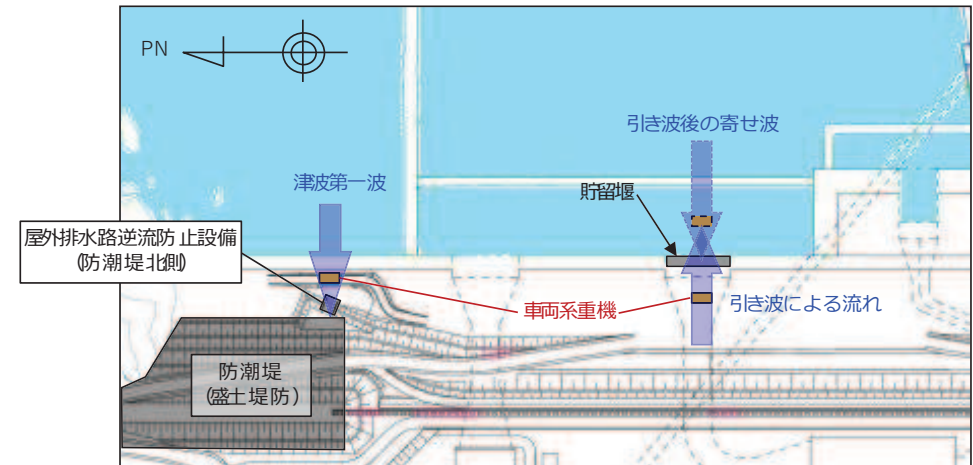 PN
引き波後の寄せ波
津波第一波
貯留堰
屋外排水路逆流防止設備
(防潮堤北側)
車両系重機
引き波による流れ
防潮堤
(盛土堤防)